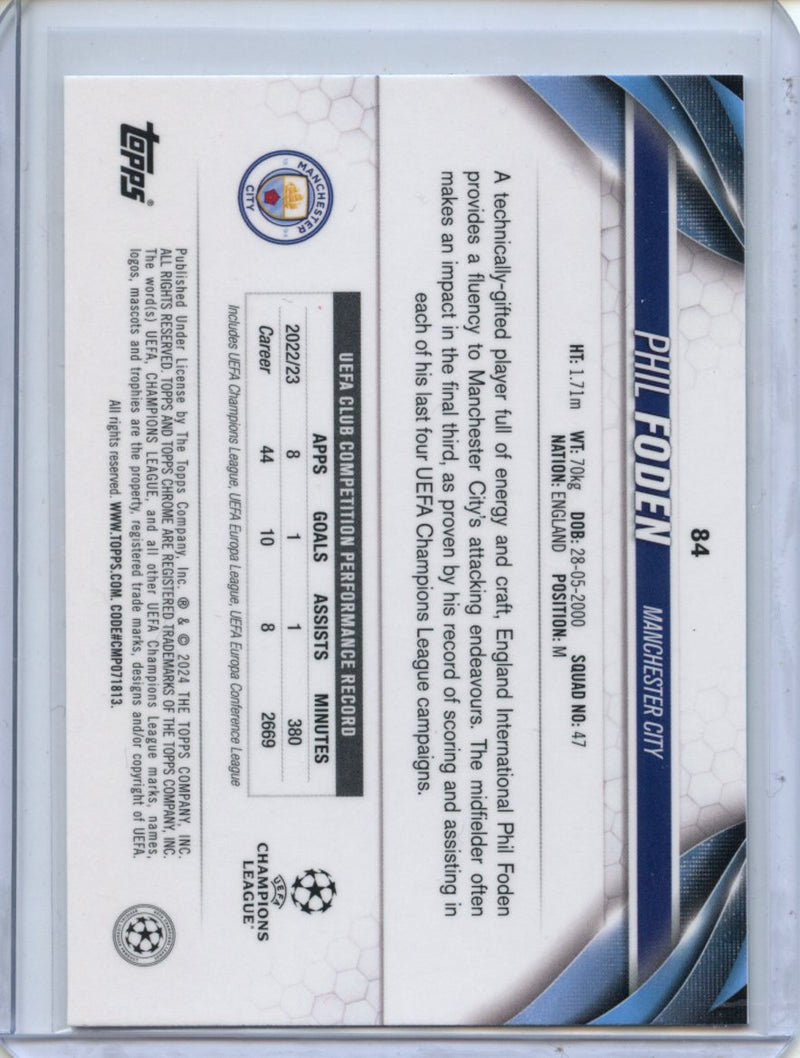 84
PHIL FODEN MANCHESTER CITY
HT: 1.71m WT: 70kg DOB: 28-05-2000 SQUAD NO: 47
NATION: ENGLAND POSITION: M
A technically-gifted player full of energy and craft, England International Phil Foden
provides a fluency to Manchester City's attacking endeavours. The midfielder often
makes an impact in the final third, as proven by his record of scoring and assisting in
each of his last four UEFA Champions League campaigns.
MANCHESTER
CITY
UEFA CLUB COMPETITION PERFORMANCE RECORD
APPS GOALS ASSISTS MINUTES
2022/23 8 1 1 380
Career 44 10 8 2669
Includes UEFA Champions League, UEFA Europa League, UEFA Europa Conference League
UEFA
CHAMPIONS
LEAGUE®
TOPPS®
Published Under License by The Topps Company, Inc. ® & © 2024 THE TOPPS COMPANY, INC.
ALL RIGHTS RESERVED. TOPPS AND TOPPS CHROME ARE REGISTERED TRADEMARKS OF THE TOPPS COMPANY, INC.
The word(s) UEFA, CHAMPIONS LEAGUE, and all other UEFA Champions League marks, names,
logos, mascots and trophies are the property, registered trade marks, designs and/or copyright of UEFA.
All rights reserved. WWW.TOPPS.COM. CODE#CMP071813.